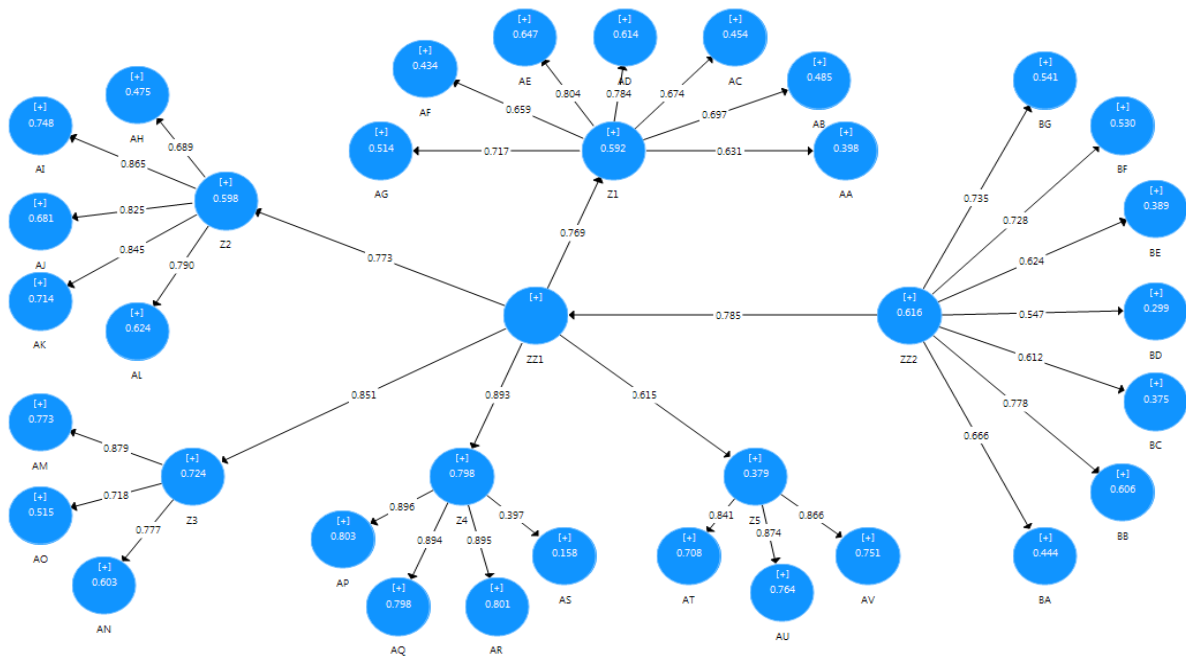 [+]
0.647
AE
[+]
0.614
AD
[+]
0.454
AC
[+]
0.434
AF
[+]
0.485
AB
[+]
0.514
AG
[+]
0.398
AA
[+]
0.592
Z1
0.804
0.784
0.674
0.659
0.697
0.717
0.631
0.769
[+]
0.475
AH
[+]
0.748
AI
[+]
0.681
AJ
[+]
0.714
AK
[+]
0.624
AL
[+]
0.598
Z2
0.689
0.865
0.825
0.845
0.790
0.773
[+]
ZZ1
0.785
[+]
0.616
ZZ2
[+]
0.541
BG
[+]
0.530
BF
[+]
0.389
BE
[+]
0.299
BD
[+]
0.375
BC
[+]
0.606
BB
[+]
0.444
BA
0.735
0.728
0.624
0.547
0.612
0.778
0.666
0.851
0.893
0.615
[+]
0.773
AM
[+]
0.515
AO
[+]
0.603
AN
[+]
0.724
Z3
0.879
0.718
0.777
[+]
0.798
Z4
0.896
0.894
0.895
0.397
[+]
0.803
AP
[+]
0.798
AQ
[+]
0.801
AR
[+]
0.158
AS
[+]
0.379
Z5
0.841
0.874
0.866
[+]
0.708
AT
[+]
0.764
AU
[+]
0.751
AV